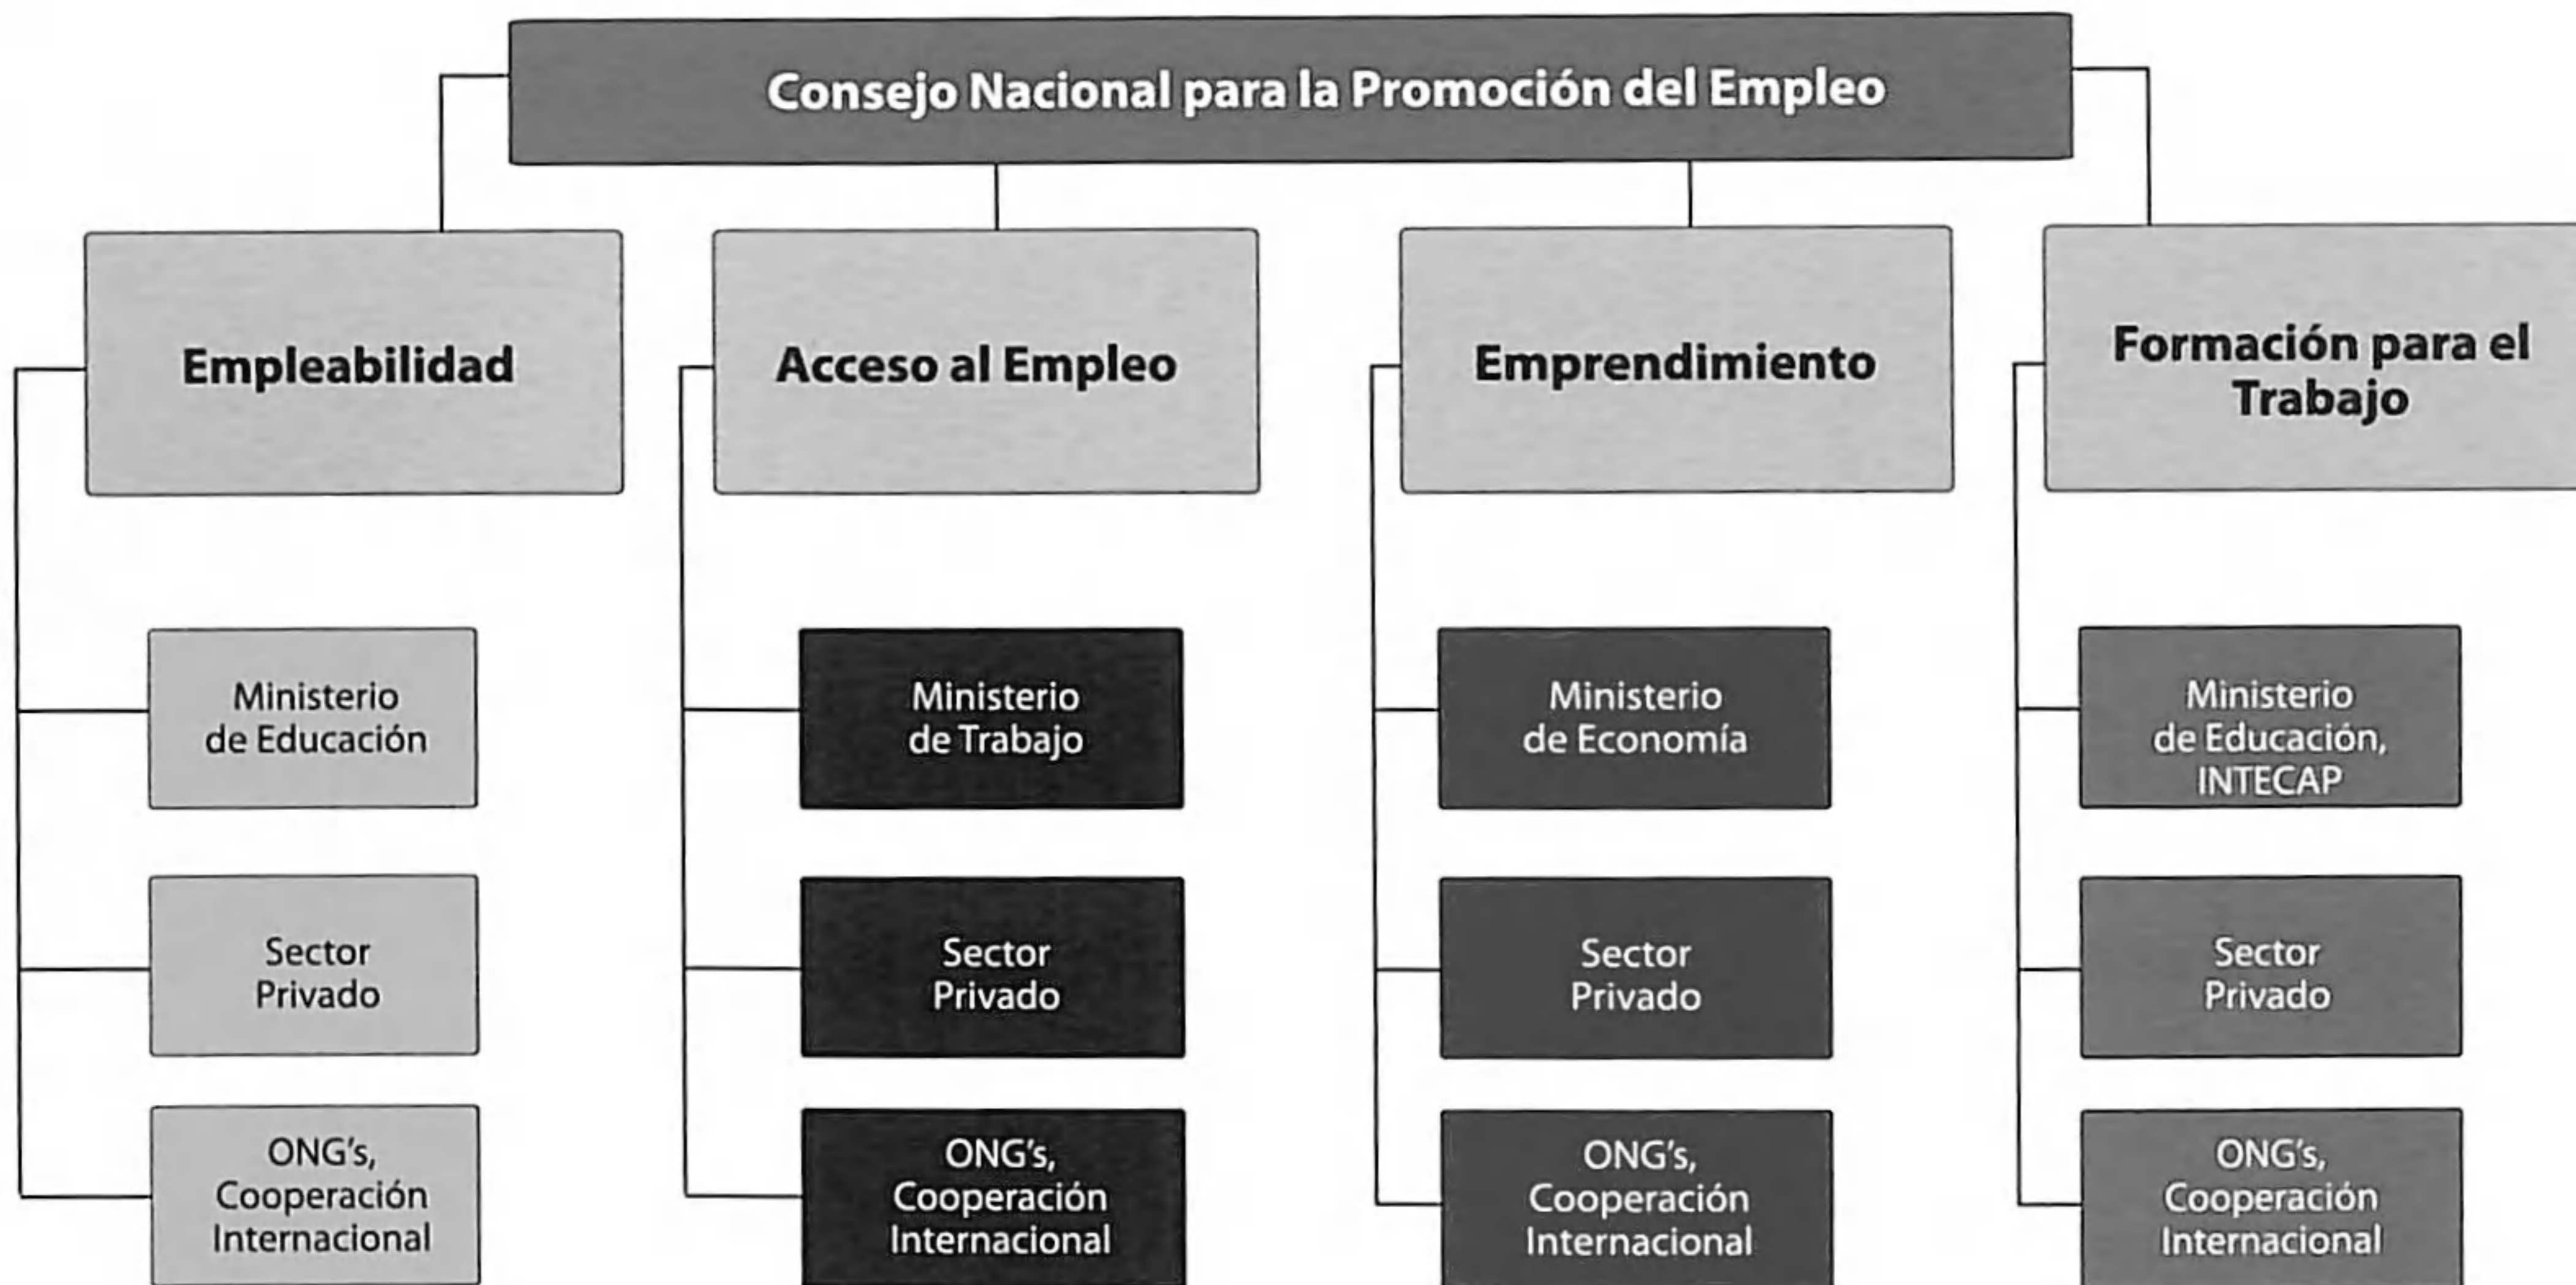 Consejo Nacional para la Promoción del Empleo
Empleabilidad
Acceso al Empleo
Emprendimiento
Formación para el
Trabajo
Ministerio
de Educación
Ministerio
de Trabajo
Ministerio
de Economía
Ministerio
de Educación,
INTECAP
Sector
Privado
Sector
Privado
Sector
Privado
Sector
Privado
ONG's,
Cooperación
Internacional
ONG's,
Cooperación
Internacional
ONG's,
Cooperación
Internacional
ONG's,
Cooperación
Internacional